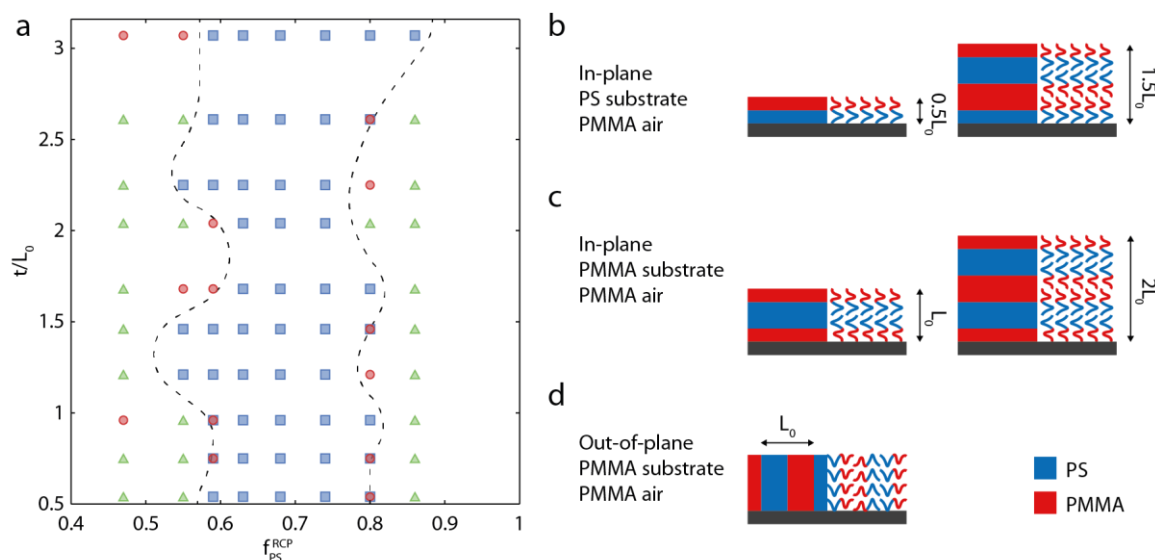 a
3
2.5
2
1.5
1
0.5
t/L₀
0.4
0.5
0.6
0.7
0.8
0.9
1
f_PS^RCP
b
In-plane
PS substrate
PMMA air
0.5L₀
1.5L₀
c
In-plane
PMMA substrate
PMMA air
L₀
2L₀
d
Out-of-plane
PMMA substrate
PMMA air
L₀
PS
PMMA